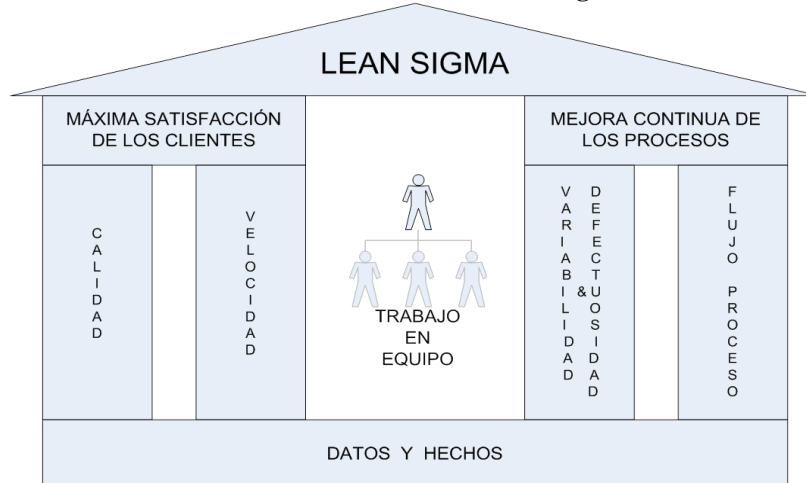 LEAN SIGMA
MÁXIMA SATISFACCIÓN
DE LOS CLIENTES
MEJORA CONTINUA DE
LOS PROCESOS
CALIDAD
VELOCIDAD
TRABAJO
EN
EQUIPO
VARIABILIDAD
&
DEFECTUOSIDAD
FLUJO PROCESO
DATOS Y HECHOS